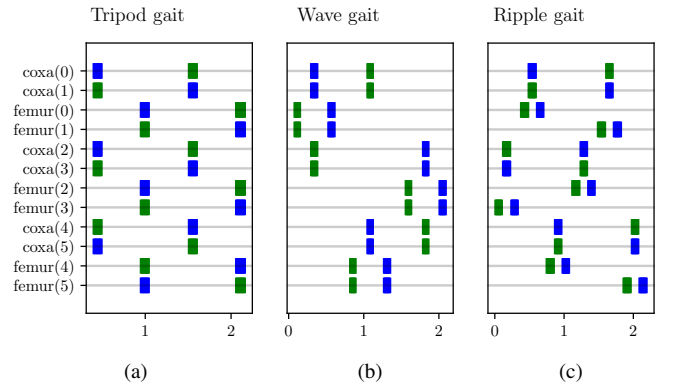 Tripod gait Wave gait Ripple gait
coxa(0)
coxa(1)
femur(0)
femur(1)
coxa(2)
coxa(3)
femur(2)
femur(3)
coxa(4)
coxa(5)
femur(4)
femur(5)
1 2 0 1 2 0 1 2
(a) (b) (c)